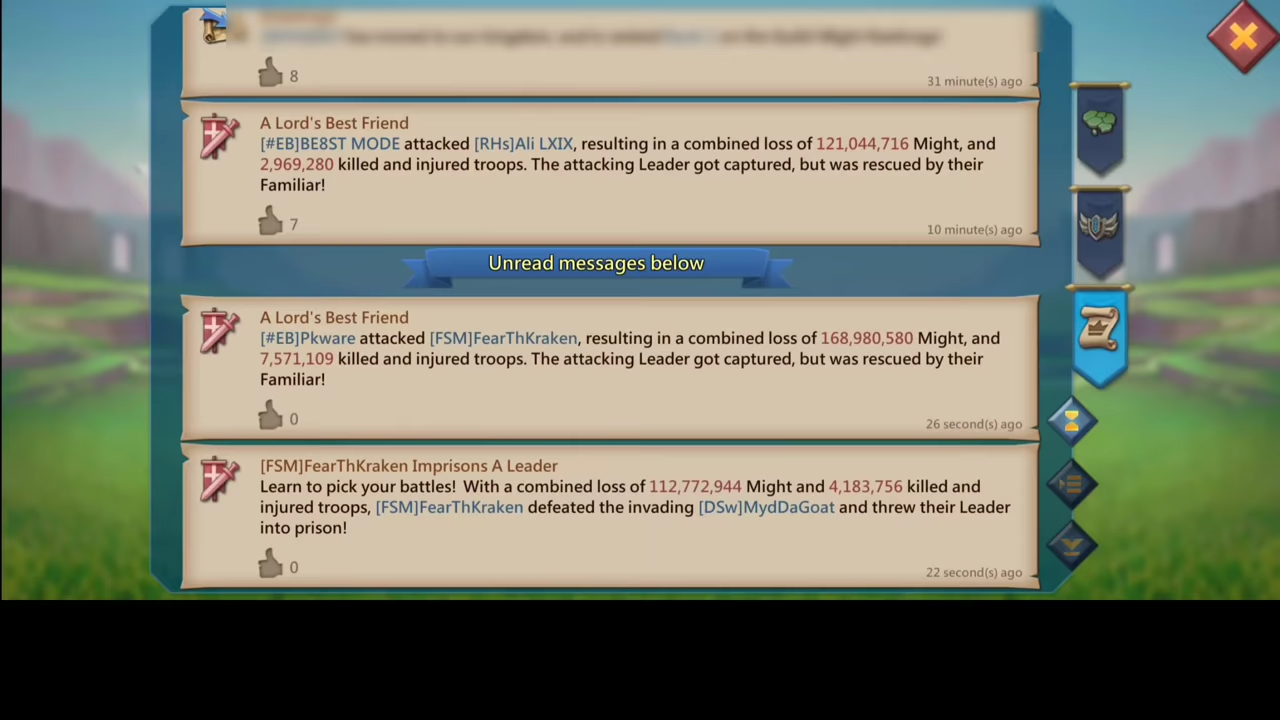 8
31 minute(s) ago
A Lord's Best Friend
[#EB]BE8ST MODE attacked [RHs]Ali LXIX, resulting in a combined loss of 121,044,716 Might, and
2,969,280 killed and injured troops. The attacking Leader got captured, but was rescued by their
Familiar!
7
10 minute(s) ago
Unread messages below
A Lord's Best Friend
[#EB]Pkware attacked [FSM]FearThKraken, resulting in a combined loss of 168,980,580 Might, and
7,571,109 killed and injured troops. The attacking Leader got captured, but was rescued by their
Familiar!
0
26 second(s) ago
[FSM]FearThKraken Imprisons A Leader
Learn to pick your battles! With a combined loss of 112,772,944 Might and 4,183,756 killed and
injured troops, [FSM]FearThKraken defeated the invading [DSw]MydDaGoat and threw their Leader
into prison!
0
22 second(s) ago